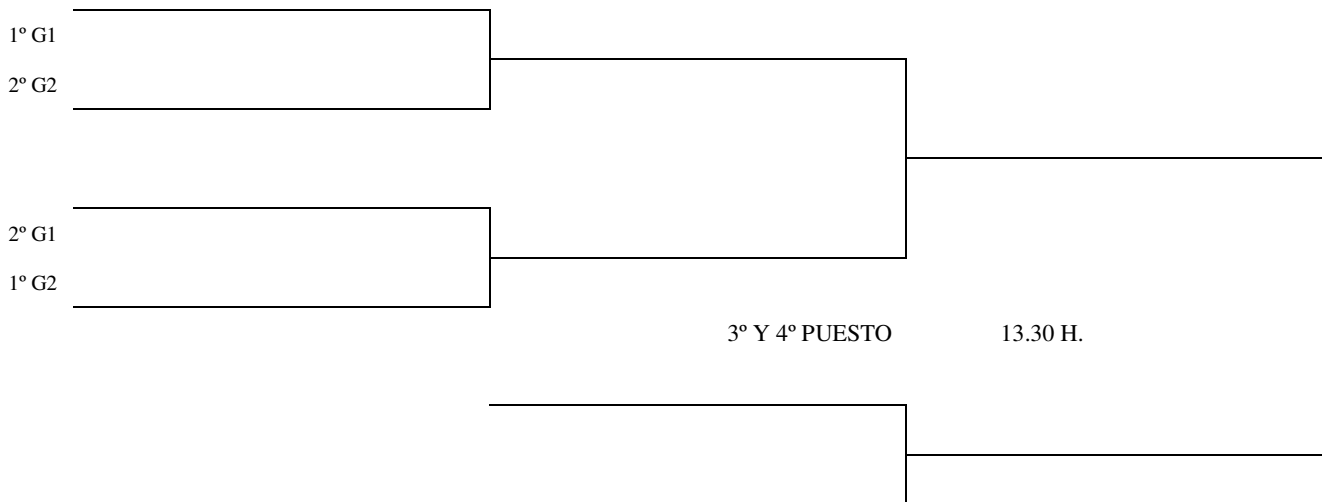 1º G1
2º G2
2º G1
1º G2
3º Y 4º PUESTO 13.30 H.